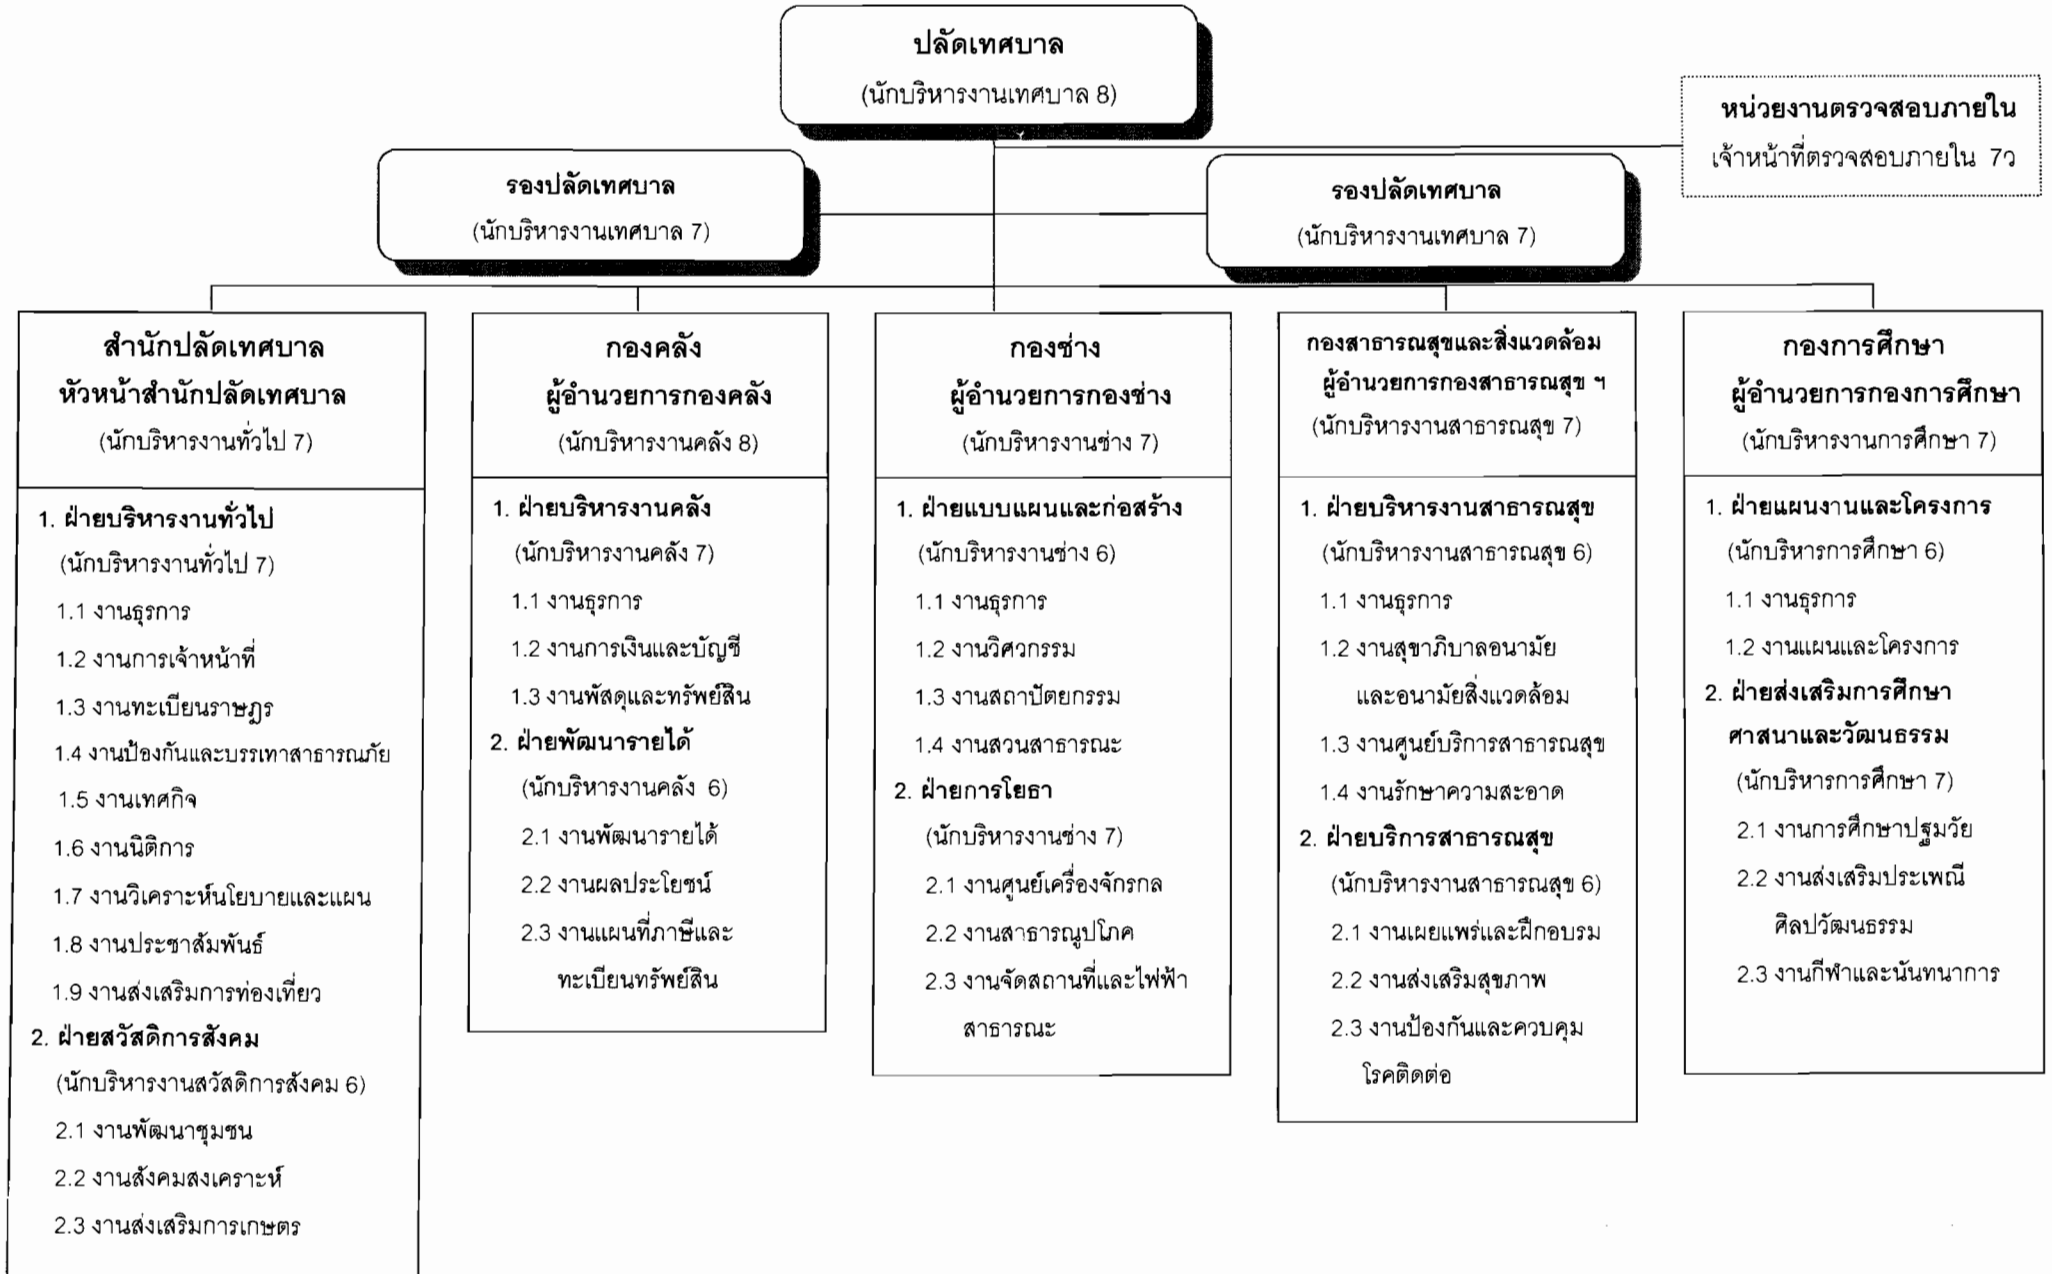 ปลัดเทศบาล
(นักบริหารงานเทศบาล 8)
หน่วยงานตรวจสอบภายใน
เจ้าหน้าที่ตรวจสอบภายใน 7ว
รองปลัดเทศบาล
(นักบริหารงานเทศบาล 7)
รองปลัดเทศบาล
(นักบริหารงานเทศบาล 7)
สำนักปลัดเทศบาล
หัวหน้าสำนักปลัดเทศบาล
(นักบริหารงานทั่วไป 7)
1. ฝ่ายบริหารงานทั่วไป
(นักบริหารงานทั่วไป 7)
1.1 งานธุรการ
1.2 งานการเจ้าหน้าที่
1.3 งานทะเบียนราษฎร
1.4 งานป้องกันและบรรเทาสาธารณภัย
1.5 งานเทศกิจ
1.6 งานนิติการ
1.7 งานวิเคราะห์นโยบายและแผน
1.8 งานประชาสัมพันธ์
1.9 งานส่งเสริมการท่องเที่ยว
2. ฝ่ายสวัสดิการสังคม
(นักบริหารงานสวัสดิการสังคม 6)
2.1 งานพัฒนาชุมชน
2.2 งานสังคมสงเคราะห์
2.3 งานส่งเสริมการเกษตร
กองคลัง
ผู้อำนวยการกองคลัง
(นักบริหารงานคลัง 8)
1. ฝ่ายบริหารงานคลัง
(นักบริหารงานคลัง 7)
1.1 งานธุรการ
1.2 งานการเงินและบัญชี
1.3 งานพัสดุและทรัพย์สิน
2. ฝ่ายพัฒนารายได้
(นักบริหารงานคลัง 6)
2.1 งานพัฒนารายได้
2.2 งานผลประโยชน์
2.3 งานแผนที่ภาษีและ
ทะเบียนทรัพย์สิน
กองช่าง
ผู้อำนวยการกองช่าง
(นักบริหารงานช่าง 7)
1. ฝ่ายแบบแผนและก่อสร้าง
(นักบริหารงานช่าง 6)
1.1 งานธุรการ
1.2 งานวิศวกรรม
1.3 งานสถาปัตยกรรม
1.4 งานสวนสาธารณะ
2. ฝ่ายการโยธา
(นักบริหารงานช่าง 7)
2.1 งานศูนย์เครื่องจักรกล
2.2 งานสาธารณูปโภค
2.3 งานจัดสถานที่และไฟฟ้า
สาธารณะ
กองสาธารณสุขและสิ่งแวดล้อม
ผู้อำนวยการกองสาธารณสุข ฯ
(นักบริหารงานสาธารณสุข 7)
1. ฝ่ายบริหารงานสาธารณสุข
(นักบริหารงานสาธารณสุข 6)
1.1 งานธุรการ
1.2 งานสุขาภิบาลอนามัย
และอนามัยสิ่งแวดล้อม
1.3 งานศูนย์บริการสาธารณสุข
1.4 งานรักษาความสะอาด
2. ฝ่ายบริการสาธารณสุข
(นักบริหารงานสาธารณสุข 6)
2.1 งานเผยแพร่และฝึกอบรม
2.2 งานส่งเสริมสุขภาพ
2.3 งานป้องกันและควบคุม
โรคติดต่อ
กองการศึกษา
ผู้อำนวยการกองการศึกษา
(นักบริหารงานการศึกษา 7)
1. ฝ่ายแผนงานและโครงการ
(นักบริหารการศึกษา 6)
1.1 งานธุรการ
1.2 งานแผนและโครงการ
2. ฝ่ายส่งเสริมการศึกษา
ศาสนาและวัฒนธรรม
(นักบริหารการศึกษา 7)
2.1 งานการศึกษาปฐมวัย
2.2 งานส่งเสริมประเพณี
ศิลปวัฒนธรรม
2.3 งานกีฬาและนันทนาการ